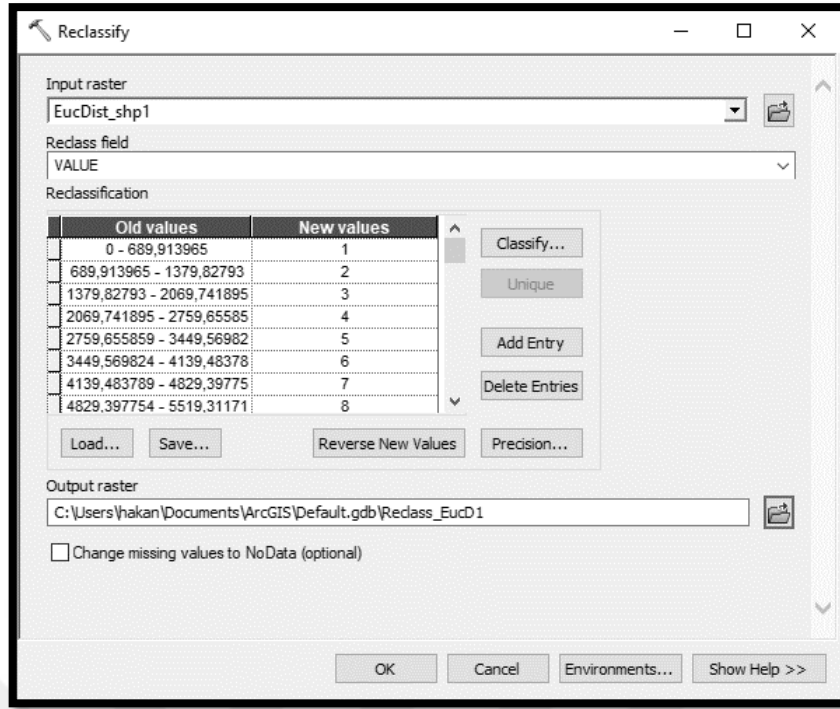 Reclassify
Input raster
EucDist_shp1
Reclass field
VALUE
Reclassification
Old values New values
0 - 689,913965 1
689,913965 - 1379,82793 2
1379,82793 - 2069,741895 3
2069,741895 - 2759,65585 4
2759,655859 - 3449,56982 5
3449,569824 - 4139,48378 6
4139,483789 - 4829,39775 7
4829,397754 - 5519,31171 8
Classify...
Unique
Add Entry
Delete Entries
Load... Save... Reverse New Values Precision...
Output raster
C:\Users\hakan\Documents\ArcGIS\Default.gdb\Reclass_EucD1
Change missing values to NoData (optional)
OK Cancel Environments... Show Help >>